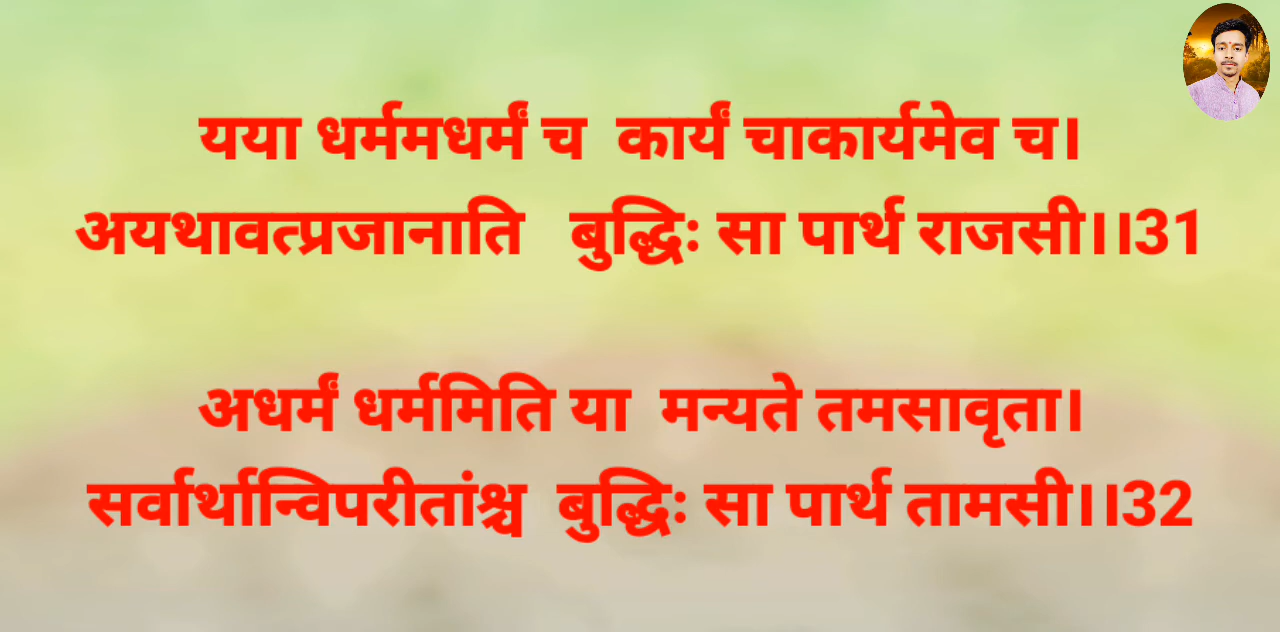 यया धर्ममधर्मं च कार्यं चाकार्यमेव च।
अयथावत्प्रजानाति बुद्धिः सा पार्थ राजसी।।31
अधर्मं धर्ममिति या मन्यते तमसावृता।
सर्वार्थान्विपरीतांश्च बुद्धिः सा पार्थ तामसी।।32